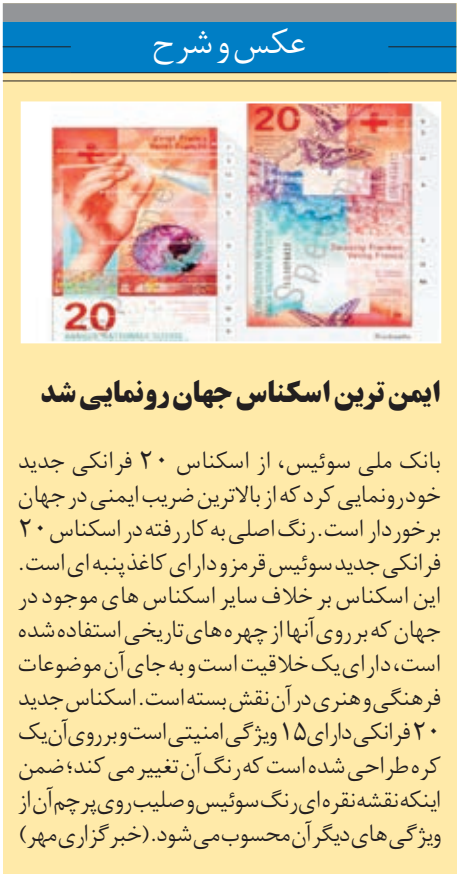 عکس و شرح
20
Vingt Francs
20
Zwanzig Franken
Ventg Francs
20
BANQUE NATIONALE SUISSE
ایمن ترین اسکناس جهان رونمایی شد
بانک ملی سوئیس، از اسکناس ۲۰ فرانکی جدید
خود رونمایی کرد که از بالاترین ضریب ایمنی در جهان
برخوردار است. رنگ اصلی به کار رفته در اسکناس ۲۰
فرانکی جدید سوئیس قرمز و دارای کاغذ پنبه ای است.
این اسکناس بر خلاف سایر اسکناس های موجود در
جهان که بر روی آنها از چهره های تاریخی استفاده شده
است، دارای یک خلاقیت است و به جای آن موضوعات
فرهنگی و هنری در آن نقش بسته است. اسکناس جدید
۲۰ فرانکی دارای ۱۵ ویژگی امنیتی است و بر روی آن یک
کره طراحی شده است که رنگ آن تغییر می کند؛ ضمن
اینکه نقشه نقره ای رنگ سوئیس و صلیب روی پرچم آن از
ویژگی های دیگر آن محسوب می شود. (خبرگزاری مهر)